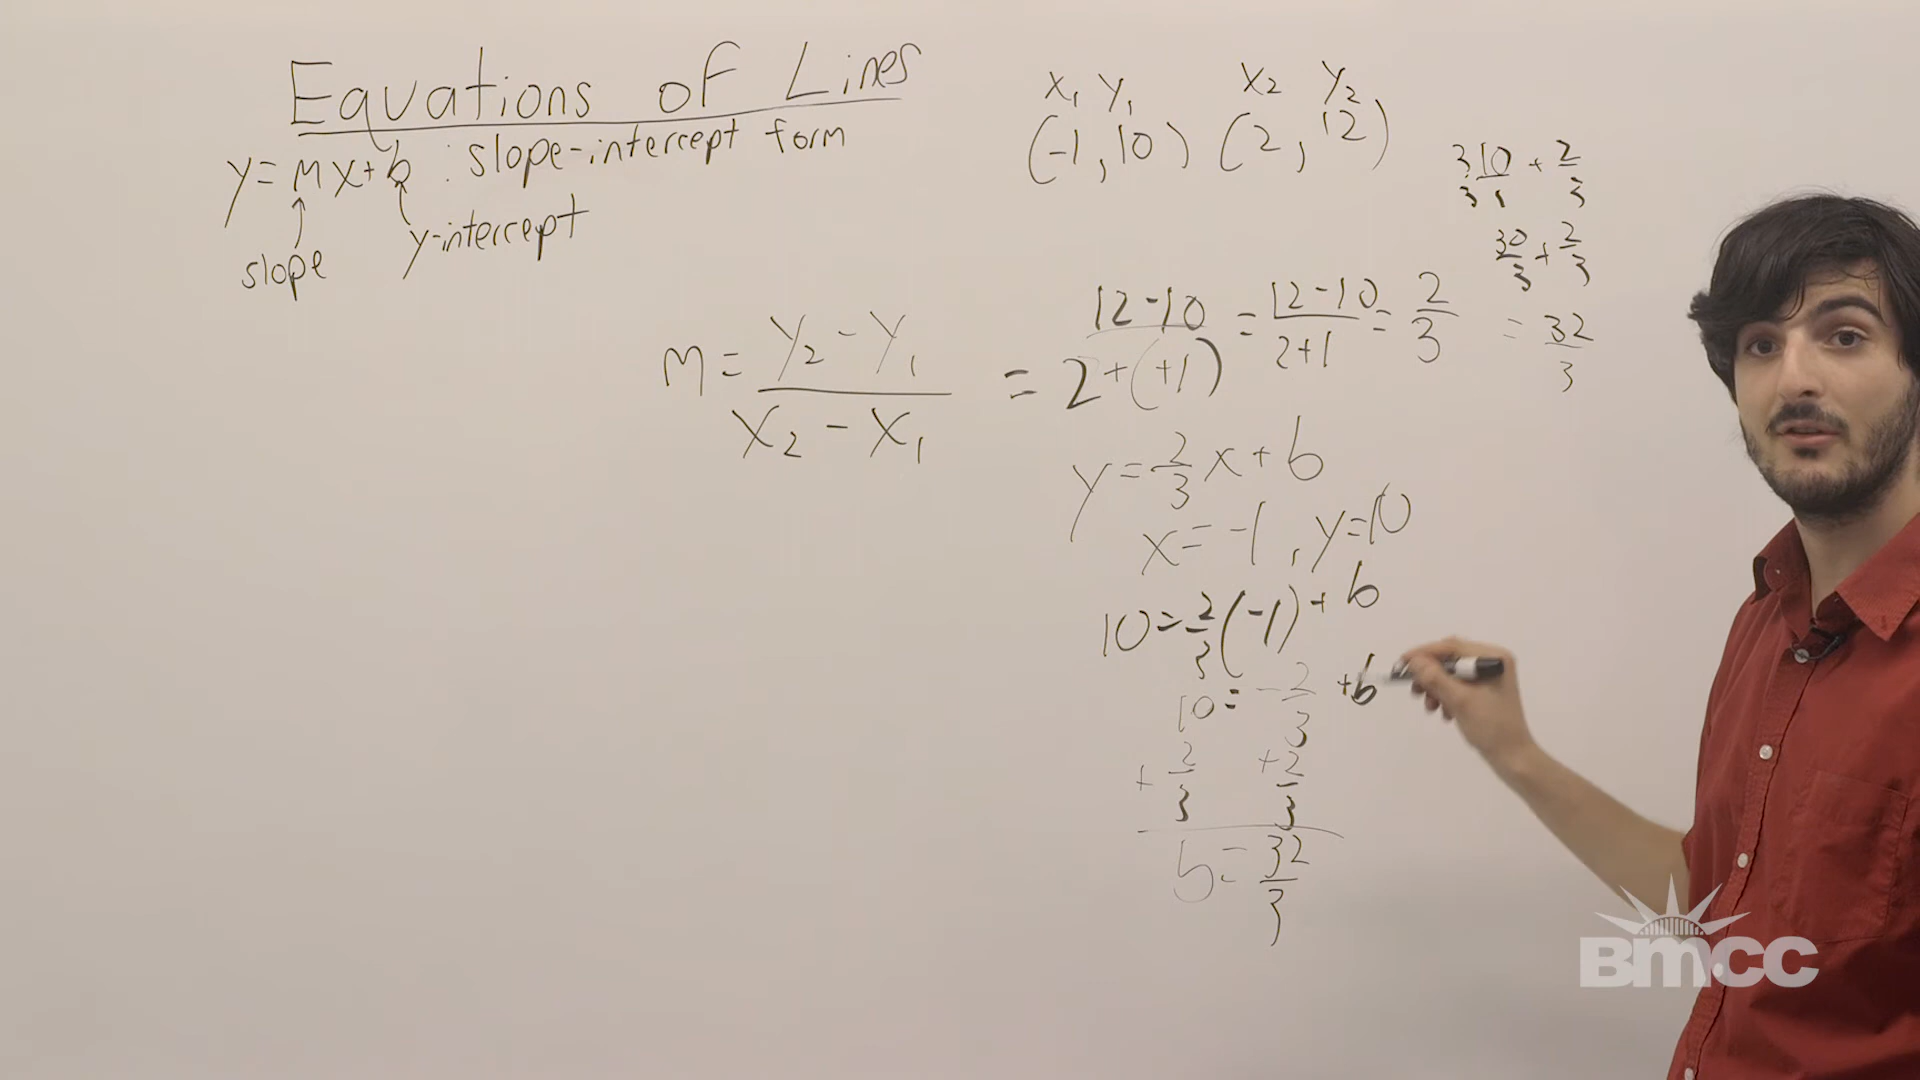 Equations of Lines
y = mx + b : slope-intercept form
slope
y-intercept
x₁ y₁ x₂ y₂
(-1, 10) (2, 12)
3/3 10/1 + 2/3
30/3 + 2/3
= 32/3
m = y₂ - y₁ / x₂ - x₁ = 12 - 10 / 2 + (+1) = 12 - 10 / 2 + 1 = 2/3
y = 2/3 x + b
x = -1, y = 10
10 = 2/3 (-1) + b
10 = -2/3 + b
+ 2/3 + 2/3
b = 32/3
BMCC